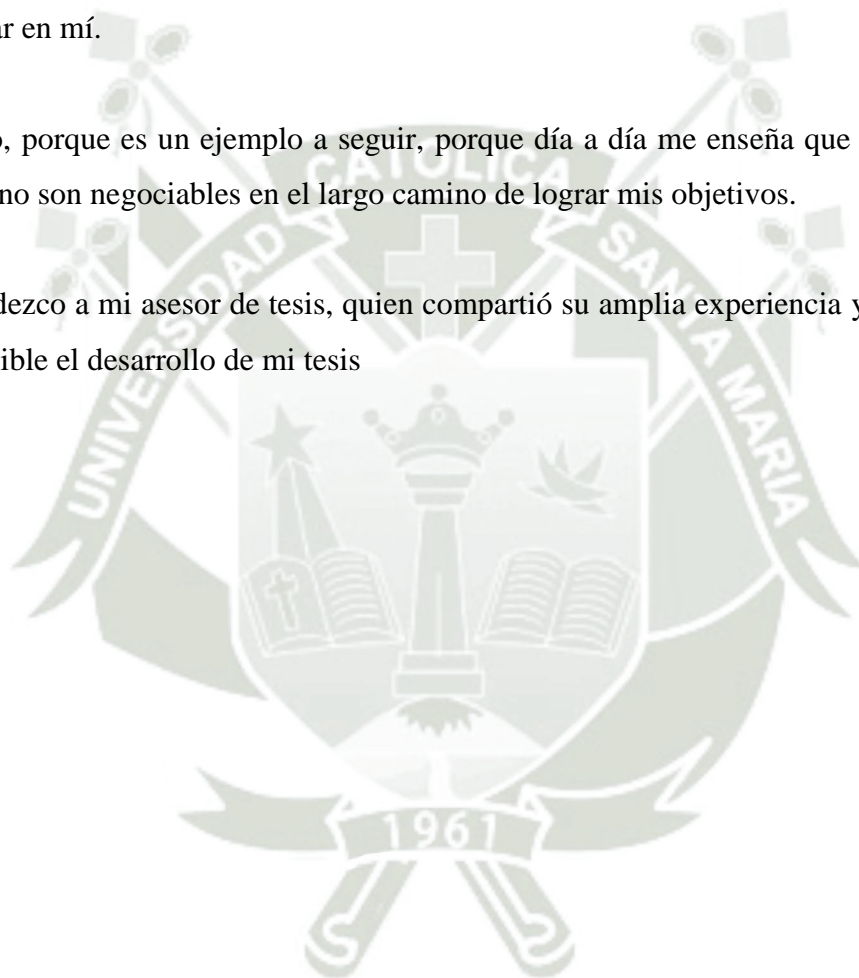 ar en mí.
, porque es un ejemplo a seguir, porque día a día me enseña que
no son negociables en el largo camino de lograr mis objetivos.
dezco a mi asesor de tesis, quien compartió su amplia experiencia y
ible el desarrollo de mi tesis
UNIVERSIDAD CATOLICA SANTA MARIA
1961